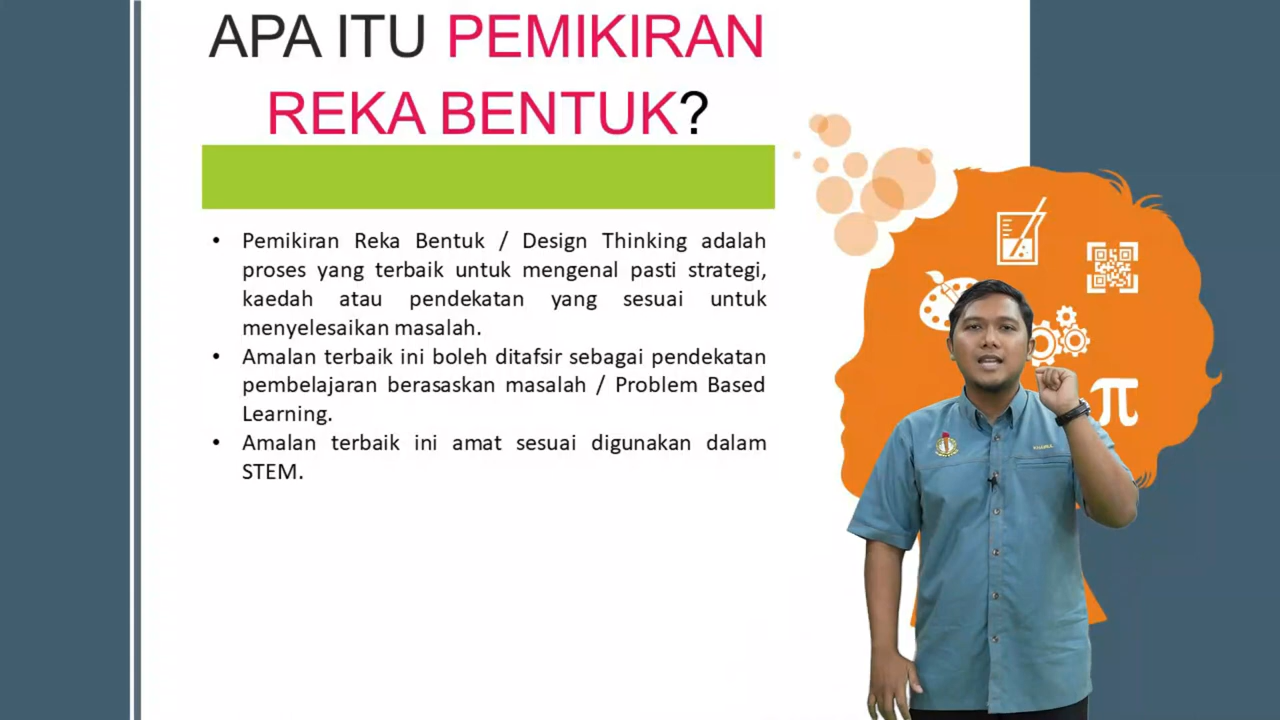 APA ITU PEMIKIRAN
REKA BENTUK?
• Pemikiran Reka Bentuk / Design Thinking adalah
proses yang terbaik untuk mengenal pasti strategi,
kaedah atau pendekatan yang sesuai untuk
menyelesaikan masalah.
• Amalan terbaik ini boleh ditafsir sebagai pendekatan
pembelajaran berasaskan masalah / Problem Based
Learning.
• Amalan terbaik ini amat sesuai digunakan dalam
STEM.
π